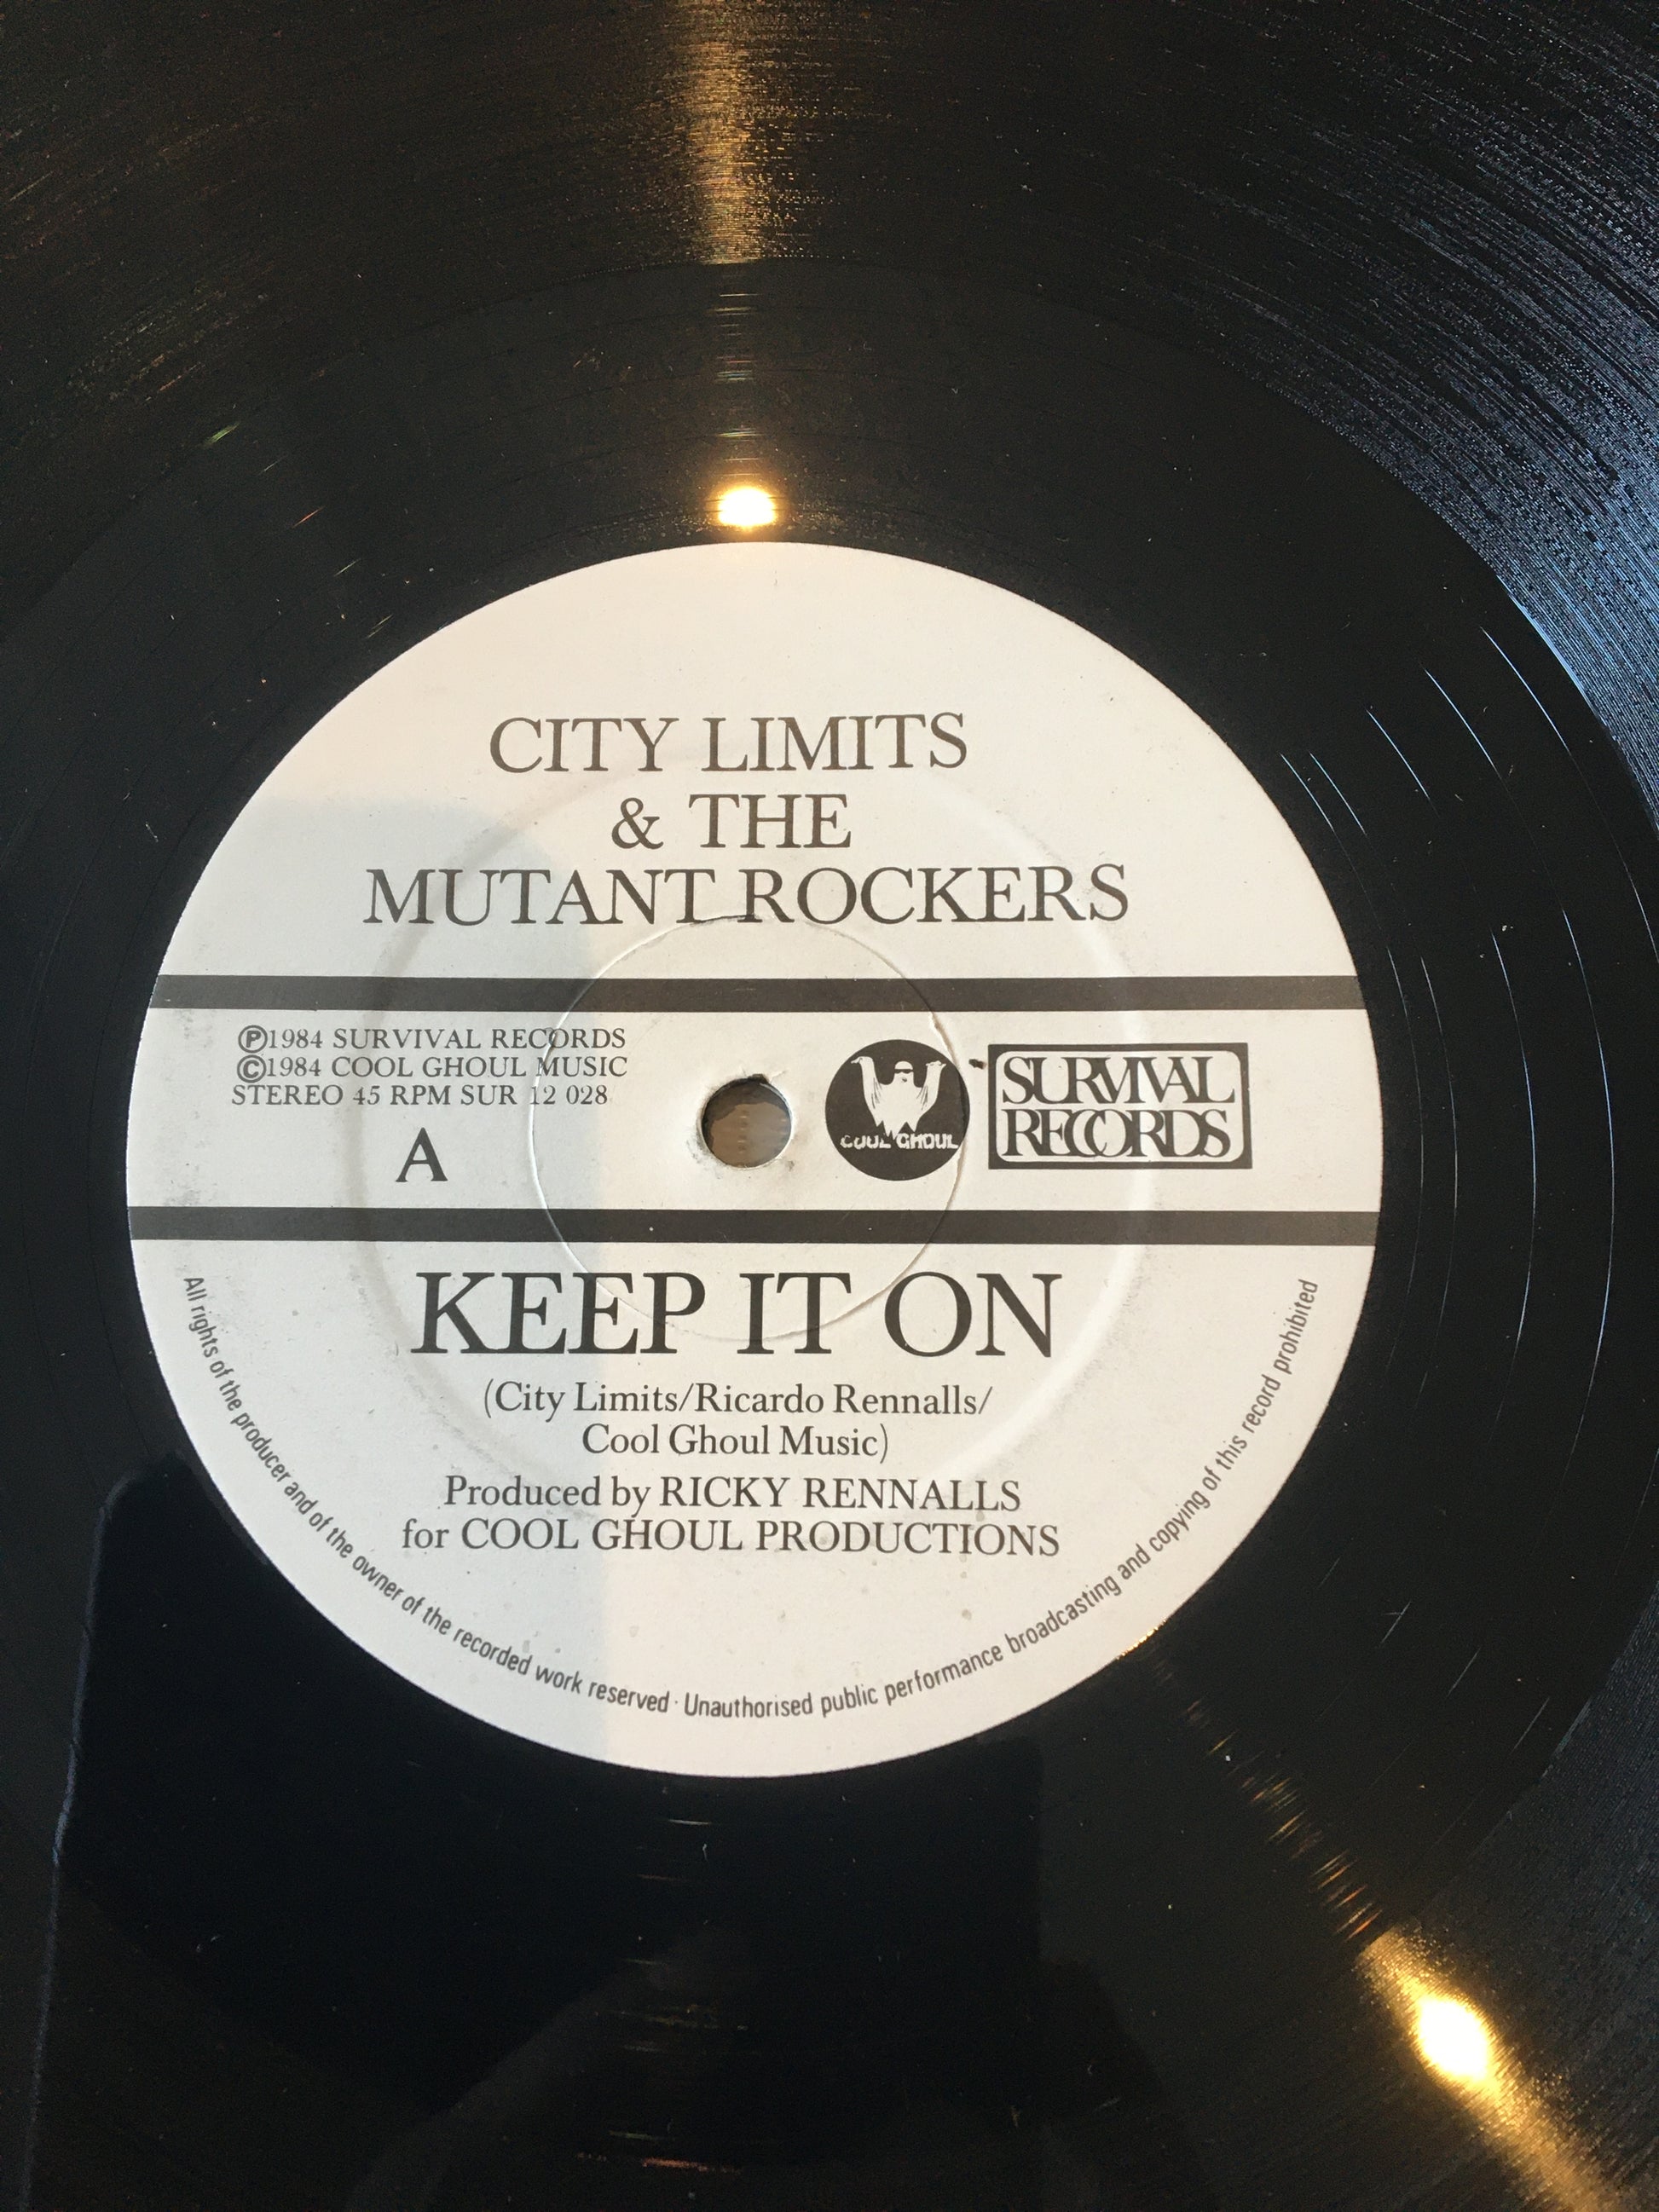 CITY LIMITS
& THE
MUTANT ROCKERS
Ⓟ1984 SURVIVAL RECORDS
©1984 COOL GHOUL MUSIC
STEREO 45 RPM SUR 12 028
A
COOL GHOUL
SURVIVAL
RECORDS
KEEP IT ON
(City Limits/Ricardo Rennalls/
Cool Ghoul Music)
Produced by RICKY RENNALLS
for COOL GHOUL PRODUCTIONS
All rights of the producer and of the owner of the recorded work reserved · Unauthorised public performance broadcasting and copying of this record prohibited